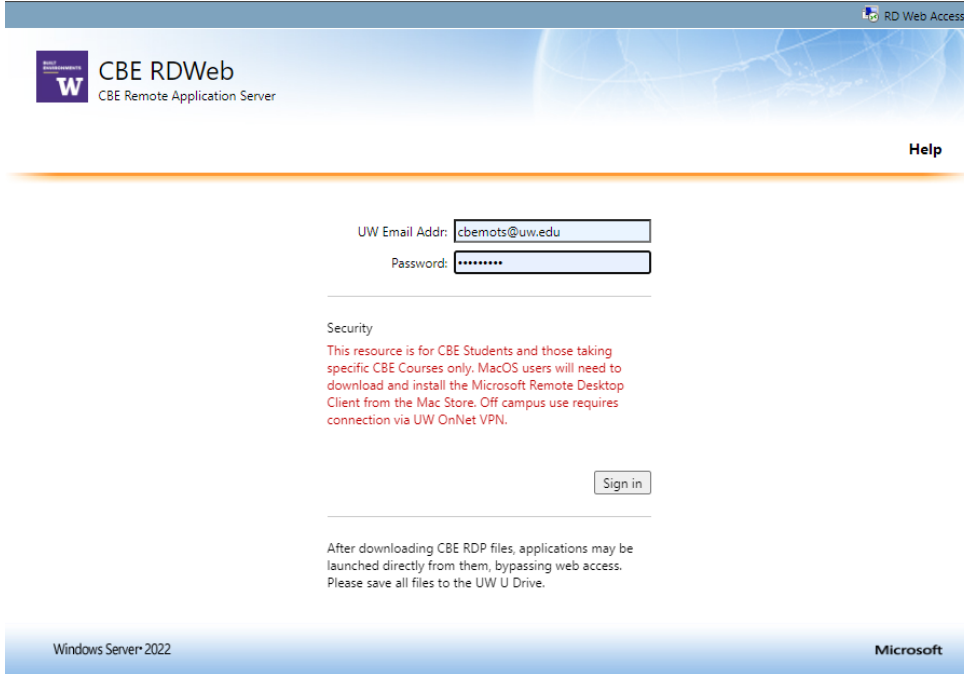 RD Web Access
BUILT
ENVIRONMENTS
W
CBE RDWeb
CBE Remote Application Server
Help
UW Email Addr: cbemots@uw.edu
Password: •••••••••
Security
This resource is for CBE Students and those taking
specific CBE Courses only. MacOS users will need to
download and install the Microsoft Remote Desktop
Client from the Mac Store. Off campus use requires
connection via UW OnNet VPN.
Sign in
After downloading CBE RDP files, applications may be
launched directly from them, bypassing web access.
Please save all files to the UW U Drive.
Windows Server 2022
Microsoft